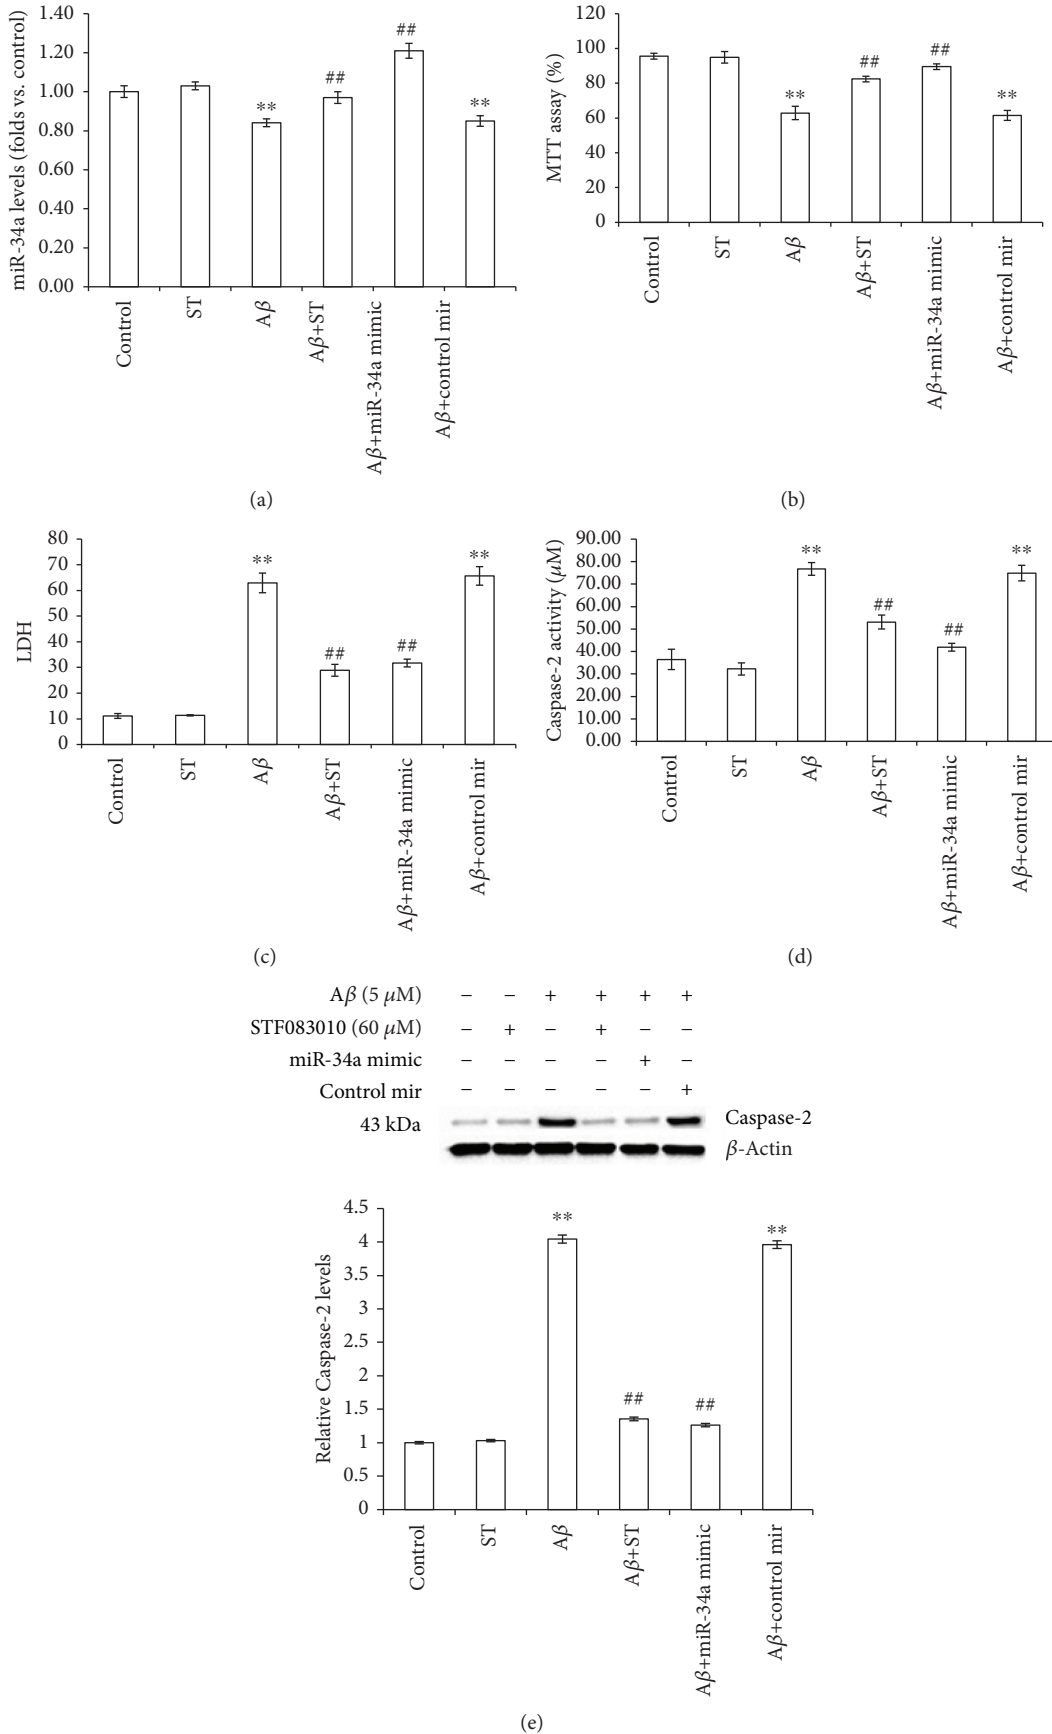 miR-34a levels (folds vs. control)
1.40
1.20
1.00
0.80
0.60
0.40
0.20
0.00
** ## ## **
Control ST Aβ Aβ+ST Aβ+miR-34a mimic Aβ+control mir
(a)
MTT assay (%)
120
100
80
60
40
20
0
** ## ## **
Control ST Aβ Aβ+ST Aβ+miR-34a mimic Aβ+control mir
(b)
LDH
80
70
60
50
40
30
20
10
0
** ## ## **
Control ST Aβ Aβ+ST Aβ+miR-34a mimic Aβ+control mir
(c)
Caspase-2 activity (μM)
90.00
80.00
70.00
60.00
50.00
40.00
30.00
20.00
10.00
0.00
** ## ## **
Control ST Aβ Aβ+ST Aβ+miR-34a mimic Aβ+control mir
(d)
Aβ (5 μM) − − + + + +
STF083010 (60 μM) − + − + − −
miR-34a mimic − − − − + −
Control mir − − − − − +
43 kDa Caspase-2
β-Actin
Relative Caspase-2 levels
4.5
4
3.5
3
2.5
2
1.5
1
0.5
0
** ## ## **
Control ST Aβ Aβ+ST Aβ+miR-34a mimic Aβ+control mir
(e)